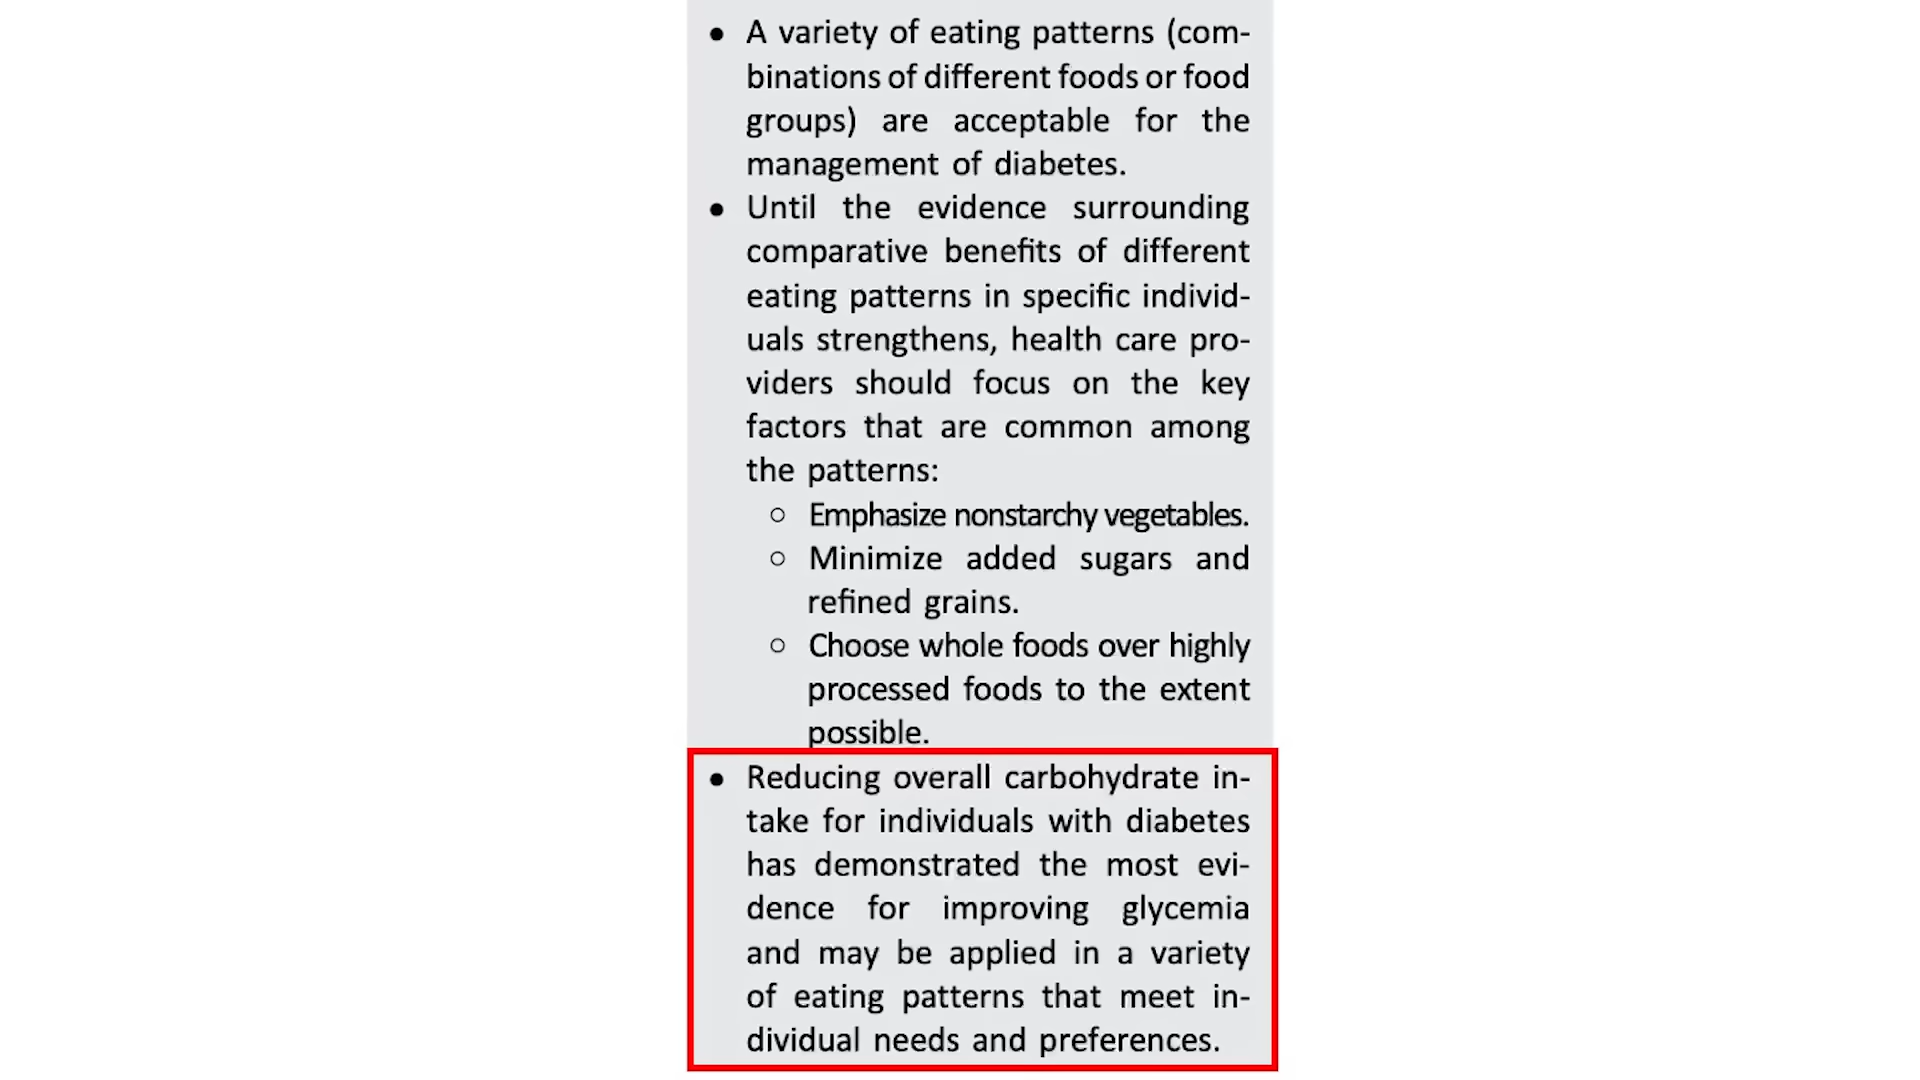 ● A variety of eating patterns (com-
binations of different foods or food
groups) are acceptable for the
management of diabetes.
● Until the evidence surrounding
comparative benefits of different
eating patterns in specific individ-
uals strengthens, health care pro-
viders should focus on the key
factors that are common among
the patterns:
○ Emphasize nonstarchy vegetables.
○ Minimize added sugars and
refined grains.
○ Choose whole foods over highly
processed foods to the extent
possible.
● Reducing overall carbohydrate in-
take for individuals with diabetes
has demonstrated the most evi-
dence for improving glycemia
and may be applied in a variety
of eating patterns that meet in-
dividual needs and preferences.